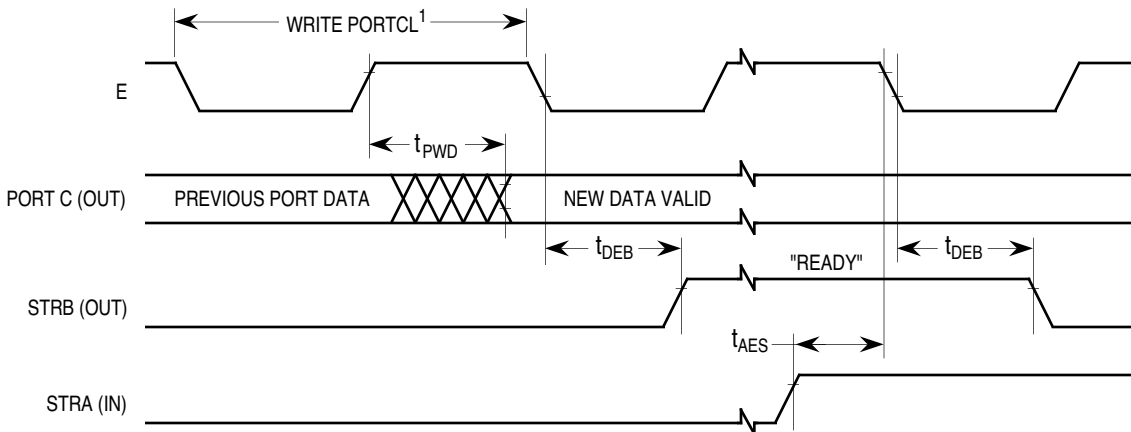 WRITE PORTCL1
E
tPWD
PORT C (OUT)
PREVIOUS PORT DATA
NEW DATA VALID
tDEB
"READY"
tDEB
STRB (OUT)
tAES
STRA (IN)